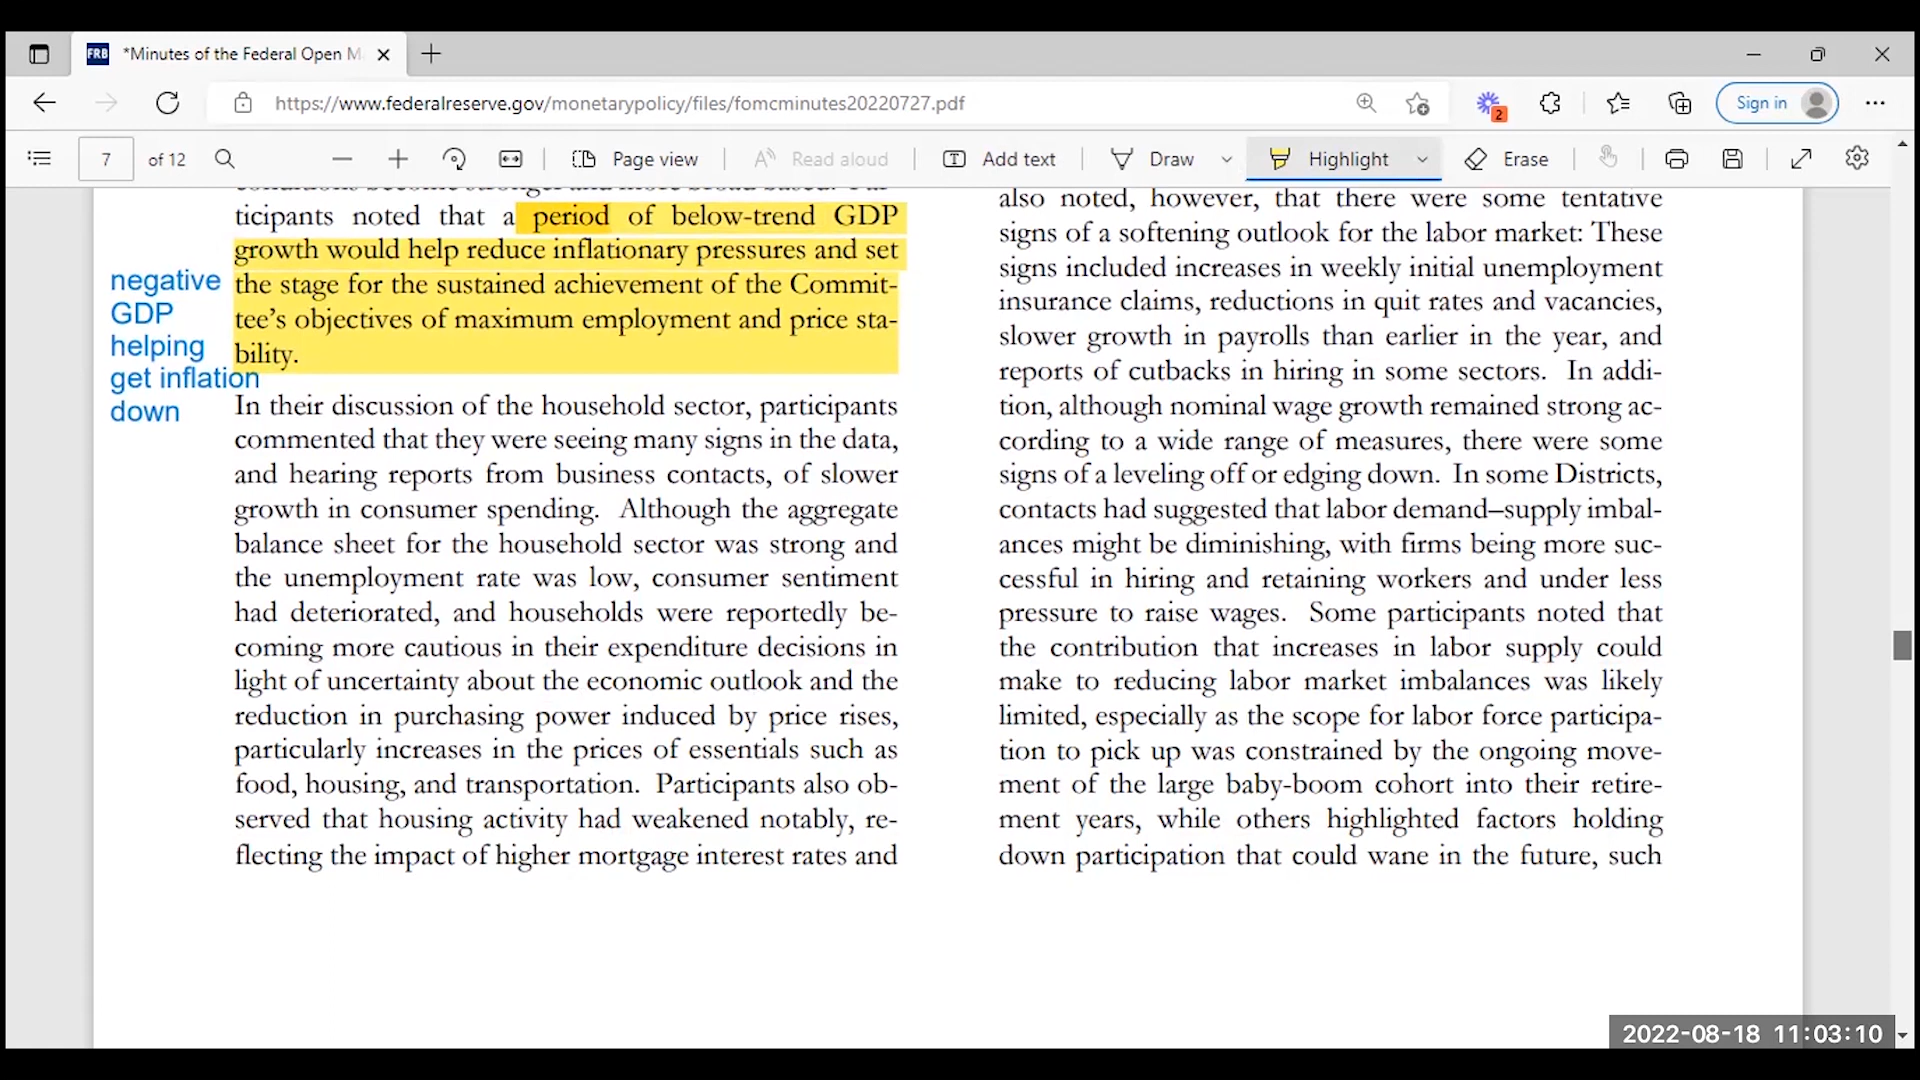 *Minutes of the Federal Open M
https://www.federalreserve.gov/monetarypolicy/files/fomcminutes20220727.pdf
2
Sign in
7 of 12
Page view
Read aloud
Add text
Draw
Highlight
Erase
conditions become stronger and more broad based. Par-
ticipants noted that a period of below-trend GDP
growth would help reduce inflationary pressures and set
the stage for the sustained achievement of the Commit-
tee’s objectives of maximum employment and price sta-
bility.
negative
GDP
helping
get inflation
down
In their discussion of the household sector, participants
commented that they were seeing many signs in the data,
and hearing reports from business contacts, of slower
growth in consumer spending. Although the aggregate
balance sheet for the household sector was strong and
the unemployment rate was low, consumer sentiment
had deteriorated, and households were reportedly be-
coming more cautious in their expenditure decisions in
light of uncertainty about the economic outlook and the
reduction in purchasing power induced by price rises,
particularly increases in the prices of essentials such as
food, housing, and transportation. Participants also ob-
served that housing activity had weakened notably, re-
flecting the impact of higher mortgage interest rates and
also noted, however, that there were some tentative
signs of a softening outlook for the labor market: These
signs included increases in weekly initial unemployment
insurance claims, reductions in quit rates and vacancies,
slower growth in payrolls than earlier in the year, and
reports of cutbacks in hiring in some sectors. In addi-
tion, although nominal wage growth remained strong ac-
cording to a wide range of measures, there were some
signs of a leveling off or edging down. In some Districts,
contacts had suggested that labor demand–supply imbal-
ances might be diminishing, with firms being more suc-
cessful in hiring and retaining workers and under less
pressure to raise wages. Some participants noted that
the contribution that increases in labor supply could
make to reducing labor market imbalances was likely
limited, especially as the scope for labor force participa-
tion to pick up was constrained by the ongoing move-
ment of the large baby-boom cohort into their retire-
ment years, while others highlighted factors holding
down participation that could wane in the future, such
2022-08-18 11:03:10
FRB